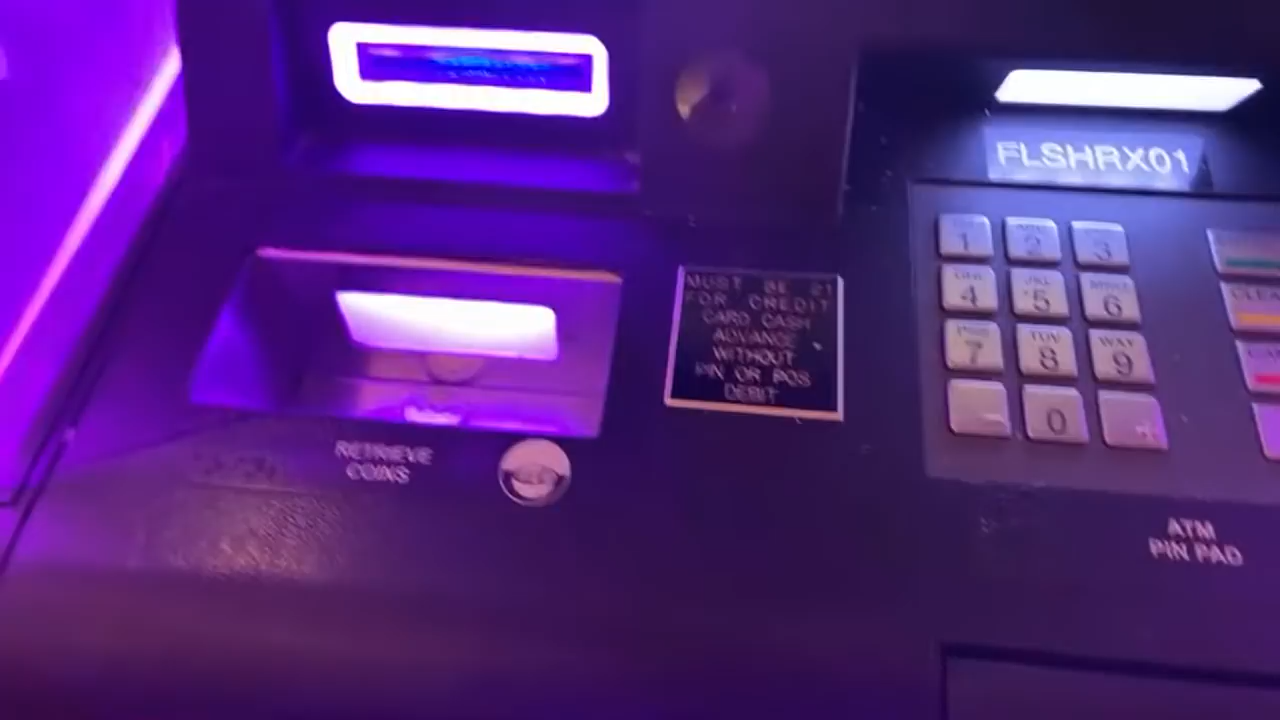 FLSHRX01
1 2 3
4 5 6
7 8 9
0
MUST BE 21
FOR CREDIT
CARD CASH
ADVANCE
WITHOUT
PIN OR POS
DEBIT
RETRIEVE
COINS
ATM
PIN PAD